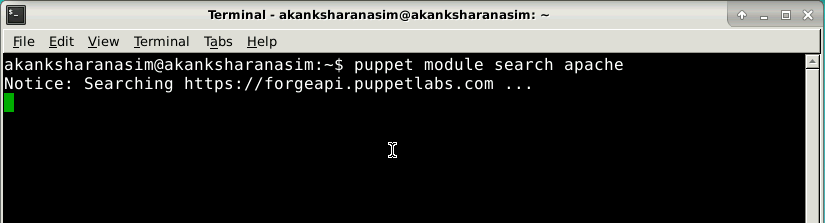 Terminal - akanksharanasim@akanksharanasim: ~
File Edit View Terminal Tabs Help
akanksharanasim@akanksharanasim:~$ puppet module search apache
Notice: Searching https://forgeapi.puppetlabs.com ...